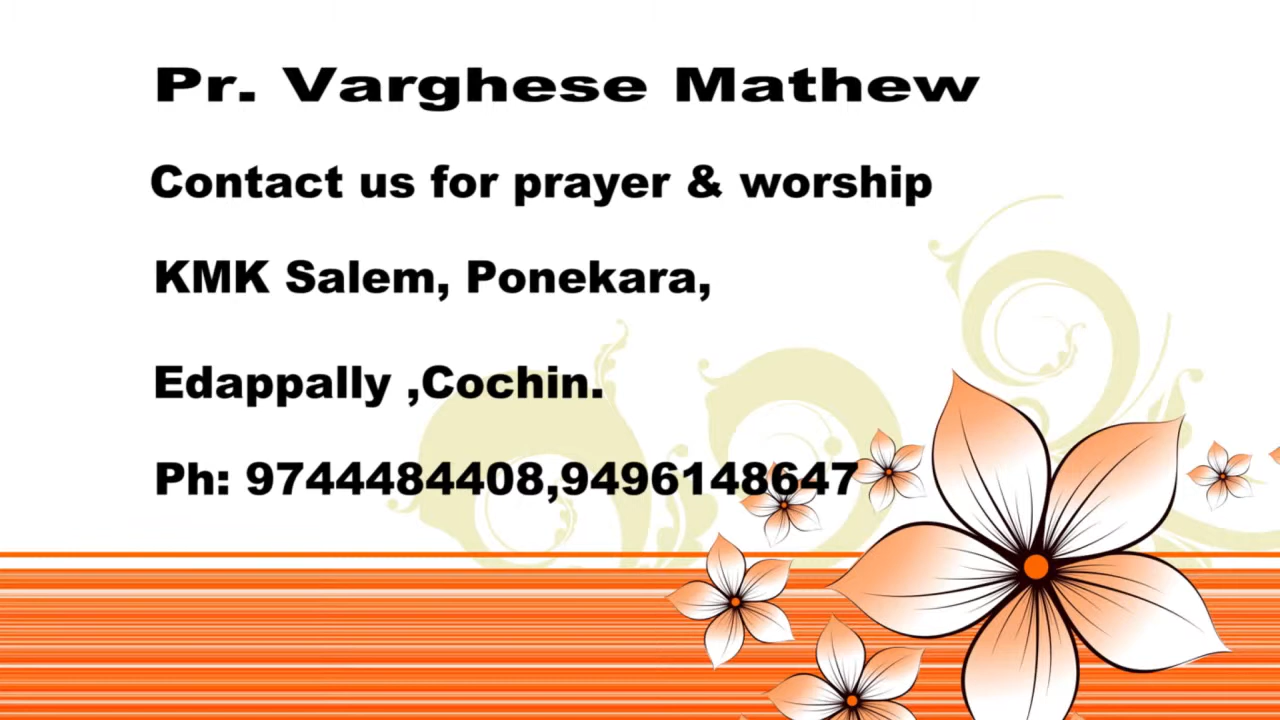 Pr. Varghese Mathew
Contact us for prayer & worship
KMK Salem, Ponekara,
Edappally ,Cochin.
Ph: 9744484408,9496148647